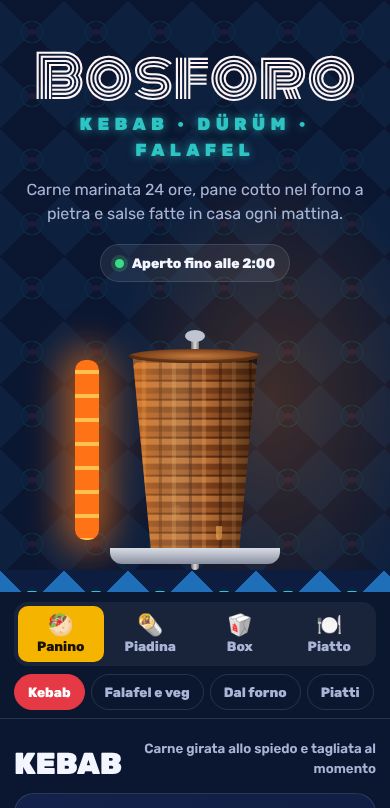 BOSFORO
KEBAB • DÜRÜM •
FALAFEL
Carne marinata 24 ore, pane cotto nel forno a
pietra e salse fatte in casa ogni mattina.
Aperto fino alle 2:00
Panino Piadina Box Piatto
Kebab Falafel e veg Dal forno Piatti
KEBAB
Carne girata allo spiedo e tagliata al
momento